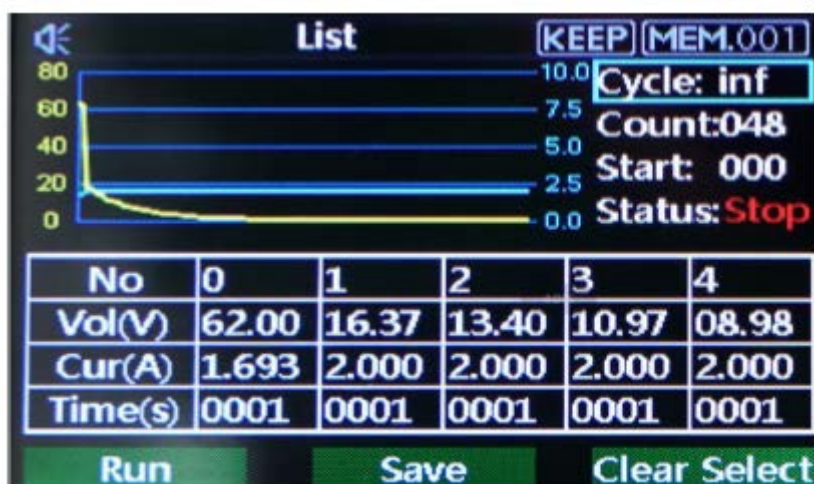 List KEEP MEM.001
80 10.0 Cycle: inf
60 7.5 Count:048
40 5.0 Start: 000
20 2.5 Status:Stop
0 0.0
No 0 1 2 3 4
Vol(V) 62.00 16.37 13.40 10.97 08.98
Cur(A) 1.693 2.000 2.000 2.000 2.000
Time(s) 0001 0001 0001 0001 0001
Run Save Clear Select